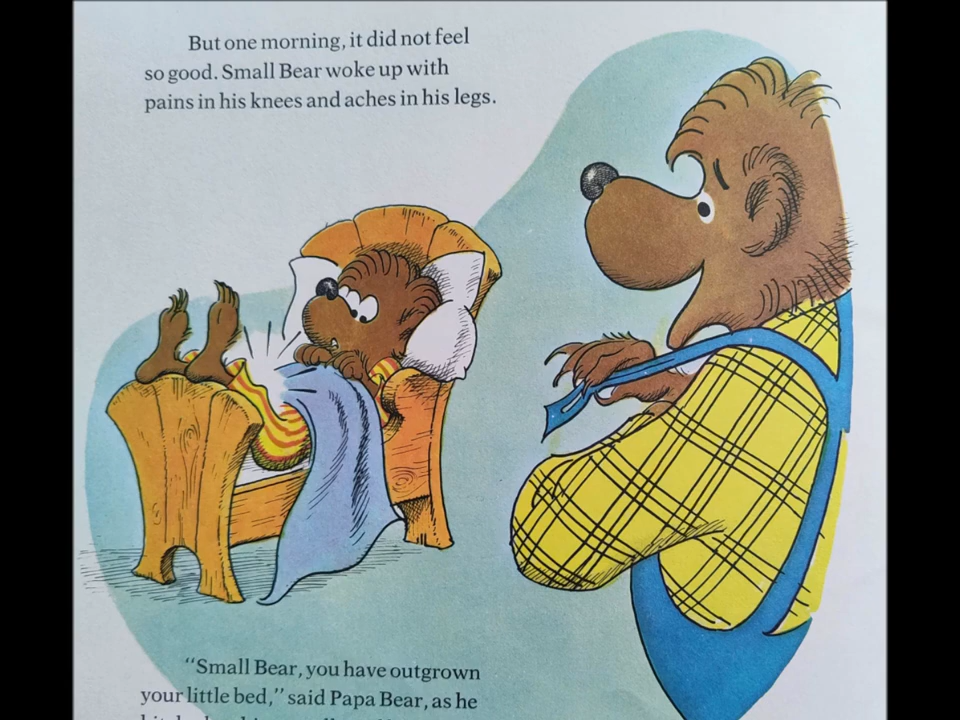 But one morning, it did not feel
so good. Small Bear woke up with
pains in his knees and aches in his legs.
"Small Bear, you have outgrown
your little bed," said Papa Bear, as he